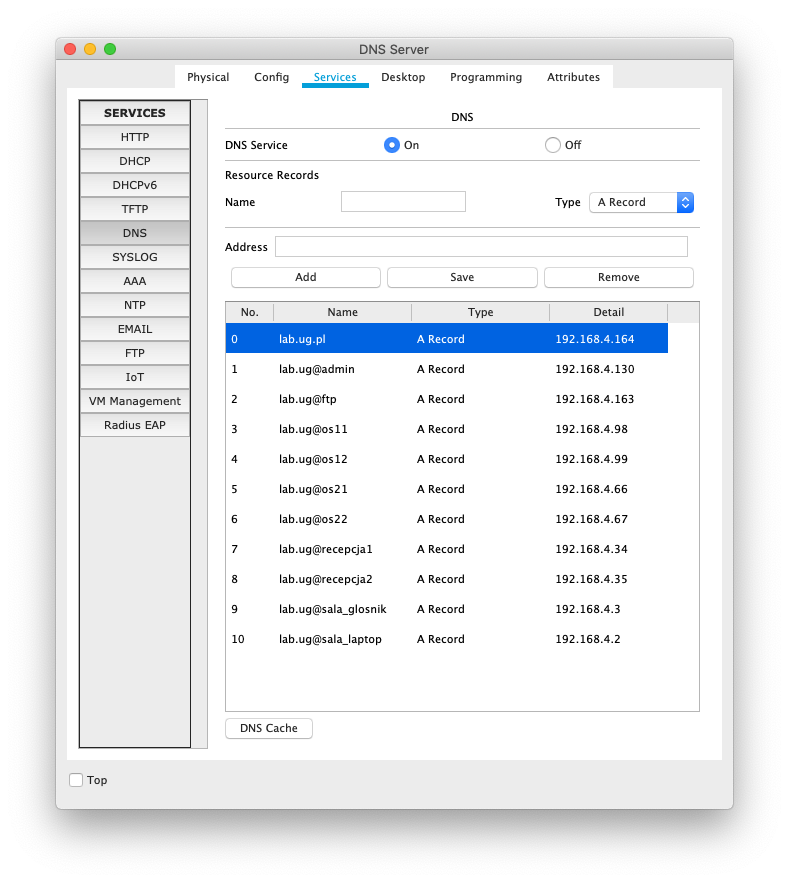 DNS Server
Physical Config Services Desktop Programming Attributes
SERVICES
HTTP
DHCP
DHCPv6
TFTP
DNS
SYSLOG
AAA
NTP
EMAIL
FTP
IoT
VM Management
Radius EAP
DNS
DNS Service On Off
Resource Records
Name Type A Record
Address
Add Save Remove
No. Name Type Detail
0 lab.ug.pl A Record 192.168.4.164
1 lab.ug@admin A Record 192.168.4.130
2 lab.ug@ftp A Record 192.168.4.163
3 lab.ug@os11 A Record 192.168.4.98
4 lab.ug@os12 A Record 192.168.4.99
5 lab.ug@os21 A Record 192.168.4.66
6 lab.ug@os22 A Record 192.168.4.67
7 lab.ug@recepcja1 A Record 192.168.4.34
8 lab.ug@recepcja2 A Record 192.168.4.35
9 lab.ug@sala_glosnik A Record 192.168.4.3
10 lab.ug@sala_laptop A Record 192.168.4.2
DNS Cache
Top